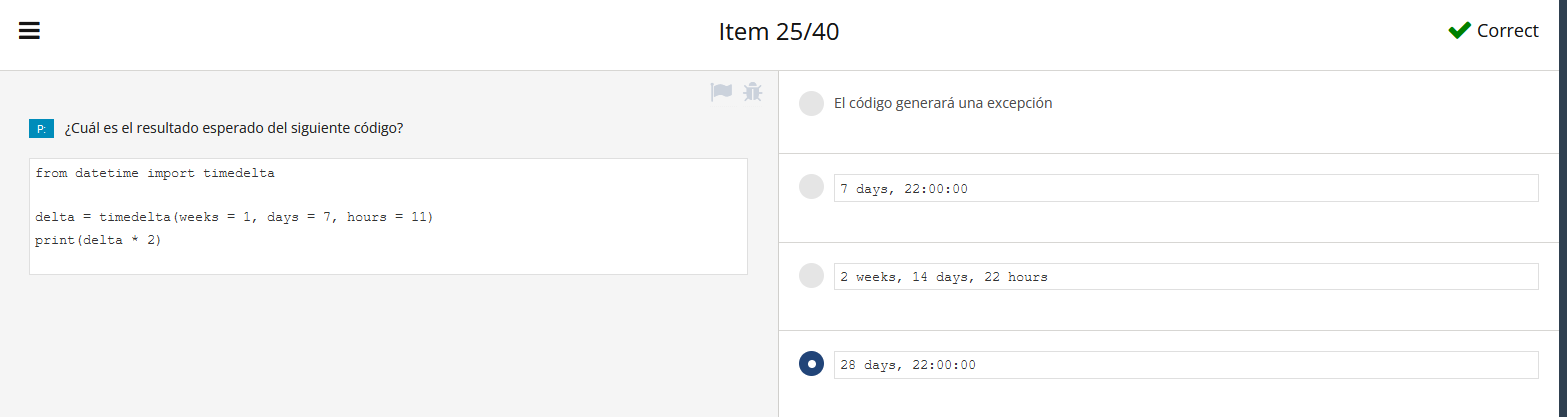 Item 25/40
Correct
P: ¿Cuál es el resultado esperado del siguiente código?
from datetime import timedelta
delta = timedelta(weeks = 1, days = 7, hours = 11)
print(delta * 2)
El código generará una excepción
7 days, 22:00:00
2 weeks, 14 days, 22 hours
28 days, 22:00:00